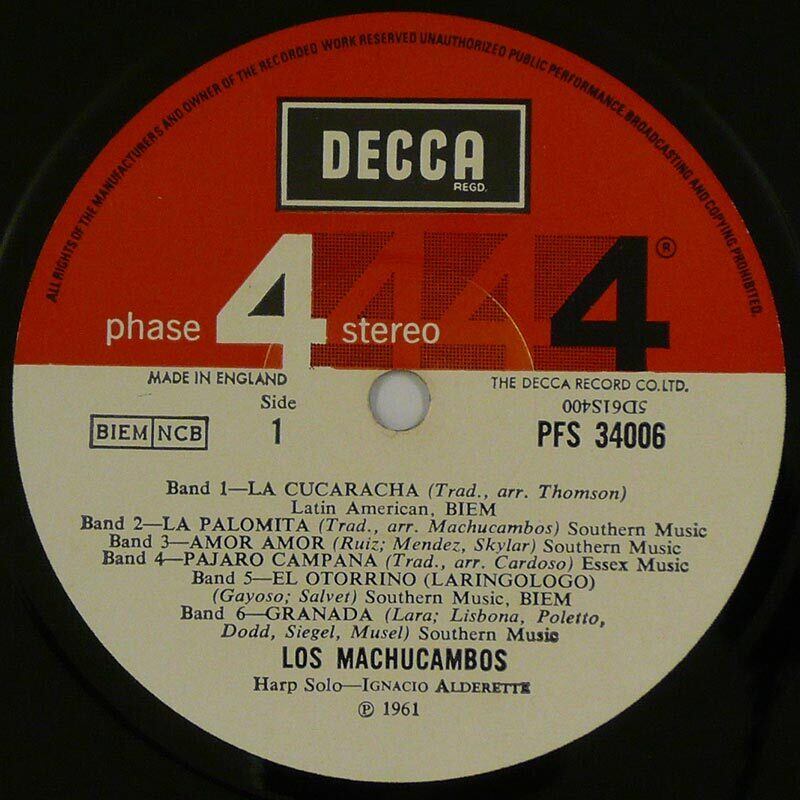 ALL RIGHTS OF THE MANUFACTURERS AND OWNER OF THE RECORDED WORK RESERVED UNAUTHORIZED PUBLIC PERFORMANCE BROADCASTING AND COPYING PROHIBITED.
DECCA
REGD.
phase 4 stereo 4 4 4 ®
MADE IN ENGLAND
THE DECCA RECORD CO. LTD.
5D61S400
Side
1
BIEM NCB
PFS 34006
Band 1—LA CUCARACHA (Trad., arr. Thomson)
Latin American, BIEM
Band 2—LA PALOMITA (Trad., arr. Machucambos) Southern Music
Band 3—AMOR AMOR (Ruiz; Mendez, Skylar) Southern Music
Band 4—PAJARO CAMPANA (Trad., arr. Cardoso) Essex Music
Band 5—EL OTORRINO (LARINGOLOGO)
(Gayoso; Salvet) Southern Music, BIEM
Band 6—GRANADA (Lara; Lisbona, Poletto,
Dodd, Siegel, Musel) Southern Music
LOS MACHUCAMBOS
Harp Solo—IGNACIO ALDERETTE
℗ 1961